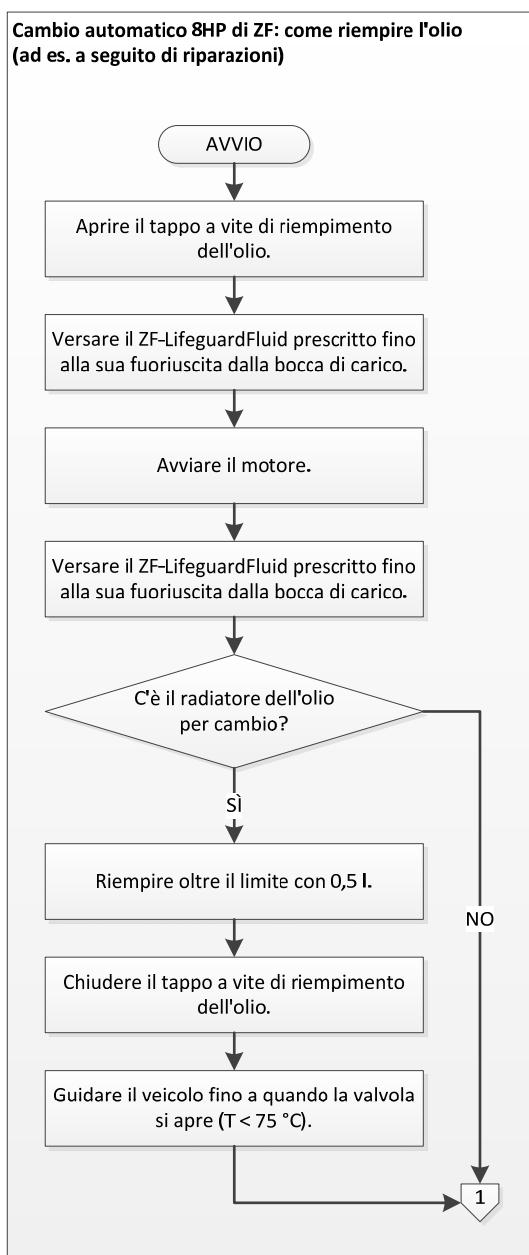 Cambio automatico 8HP di ZF: come riempire l'olio
(ad es. a seguito di riparazioni)
AVVIO
Aprire il tappo a vite di riempimento
dell'olio.
Versare il ZF-LifeguardFluid prescritto fino
alla sua fuoriuscita dalla bocca di carico.
Avviare il motore.
Versare il ZF-LifeguardFluid prescritto fino
alla sua fuoriuscita dalla bocca di carico.
C'è il radiatore dell'olio
per cambio?
SÌ
Riempire oltre il limite con 0,5 l.
NO
Chiudere il tappo a vite di riempimento
dell'olio.
Guidare il veicolo fino a quando la valvola
si apre (T < 75 °C).
1